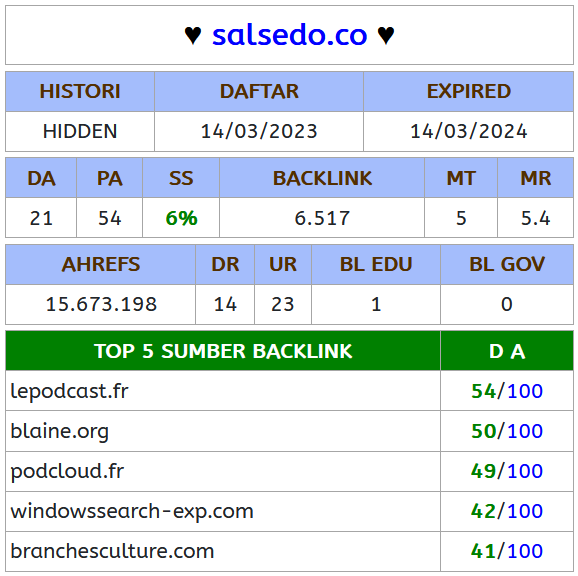 ♥ salsedo.co ♥
HISTORI DAFTAR EXPIRED
HIDDEN 14/03/2023 14/03/2024
DA PA SS BACKLINK MT MR
21 54 6% 6.517 5 5.4
AHREFS DR UR BL EDU BL GOV
15.673.198 14 23 1 0
TOP 5 SUMBER BACKLINK D A
lepodcast.fr 54/100
blaine.org 50/100
podcloud.fr 49/100
windowssearch-exp.com 42/100
branchesculture.com 41/100